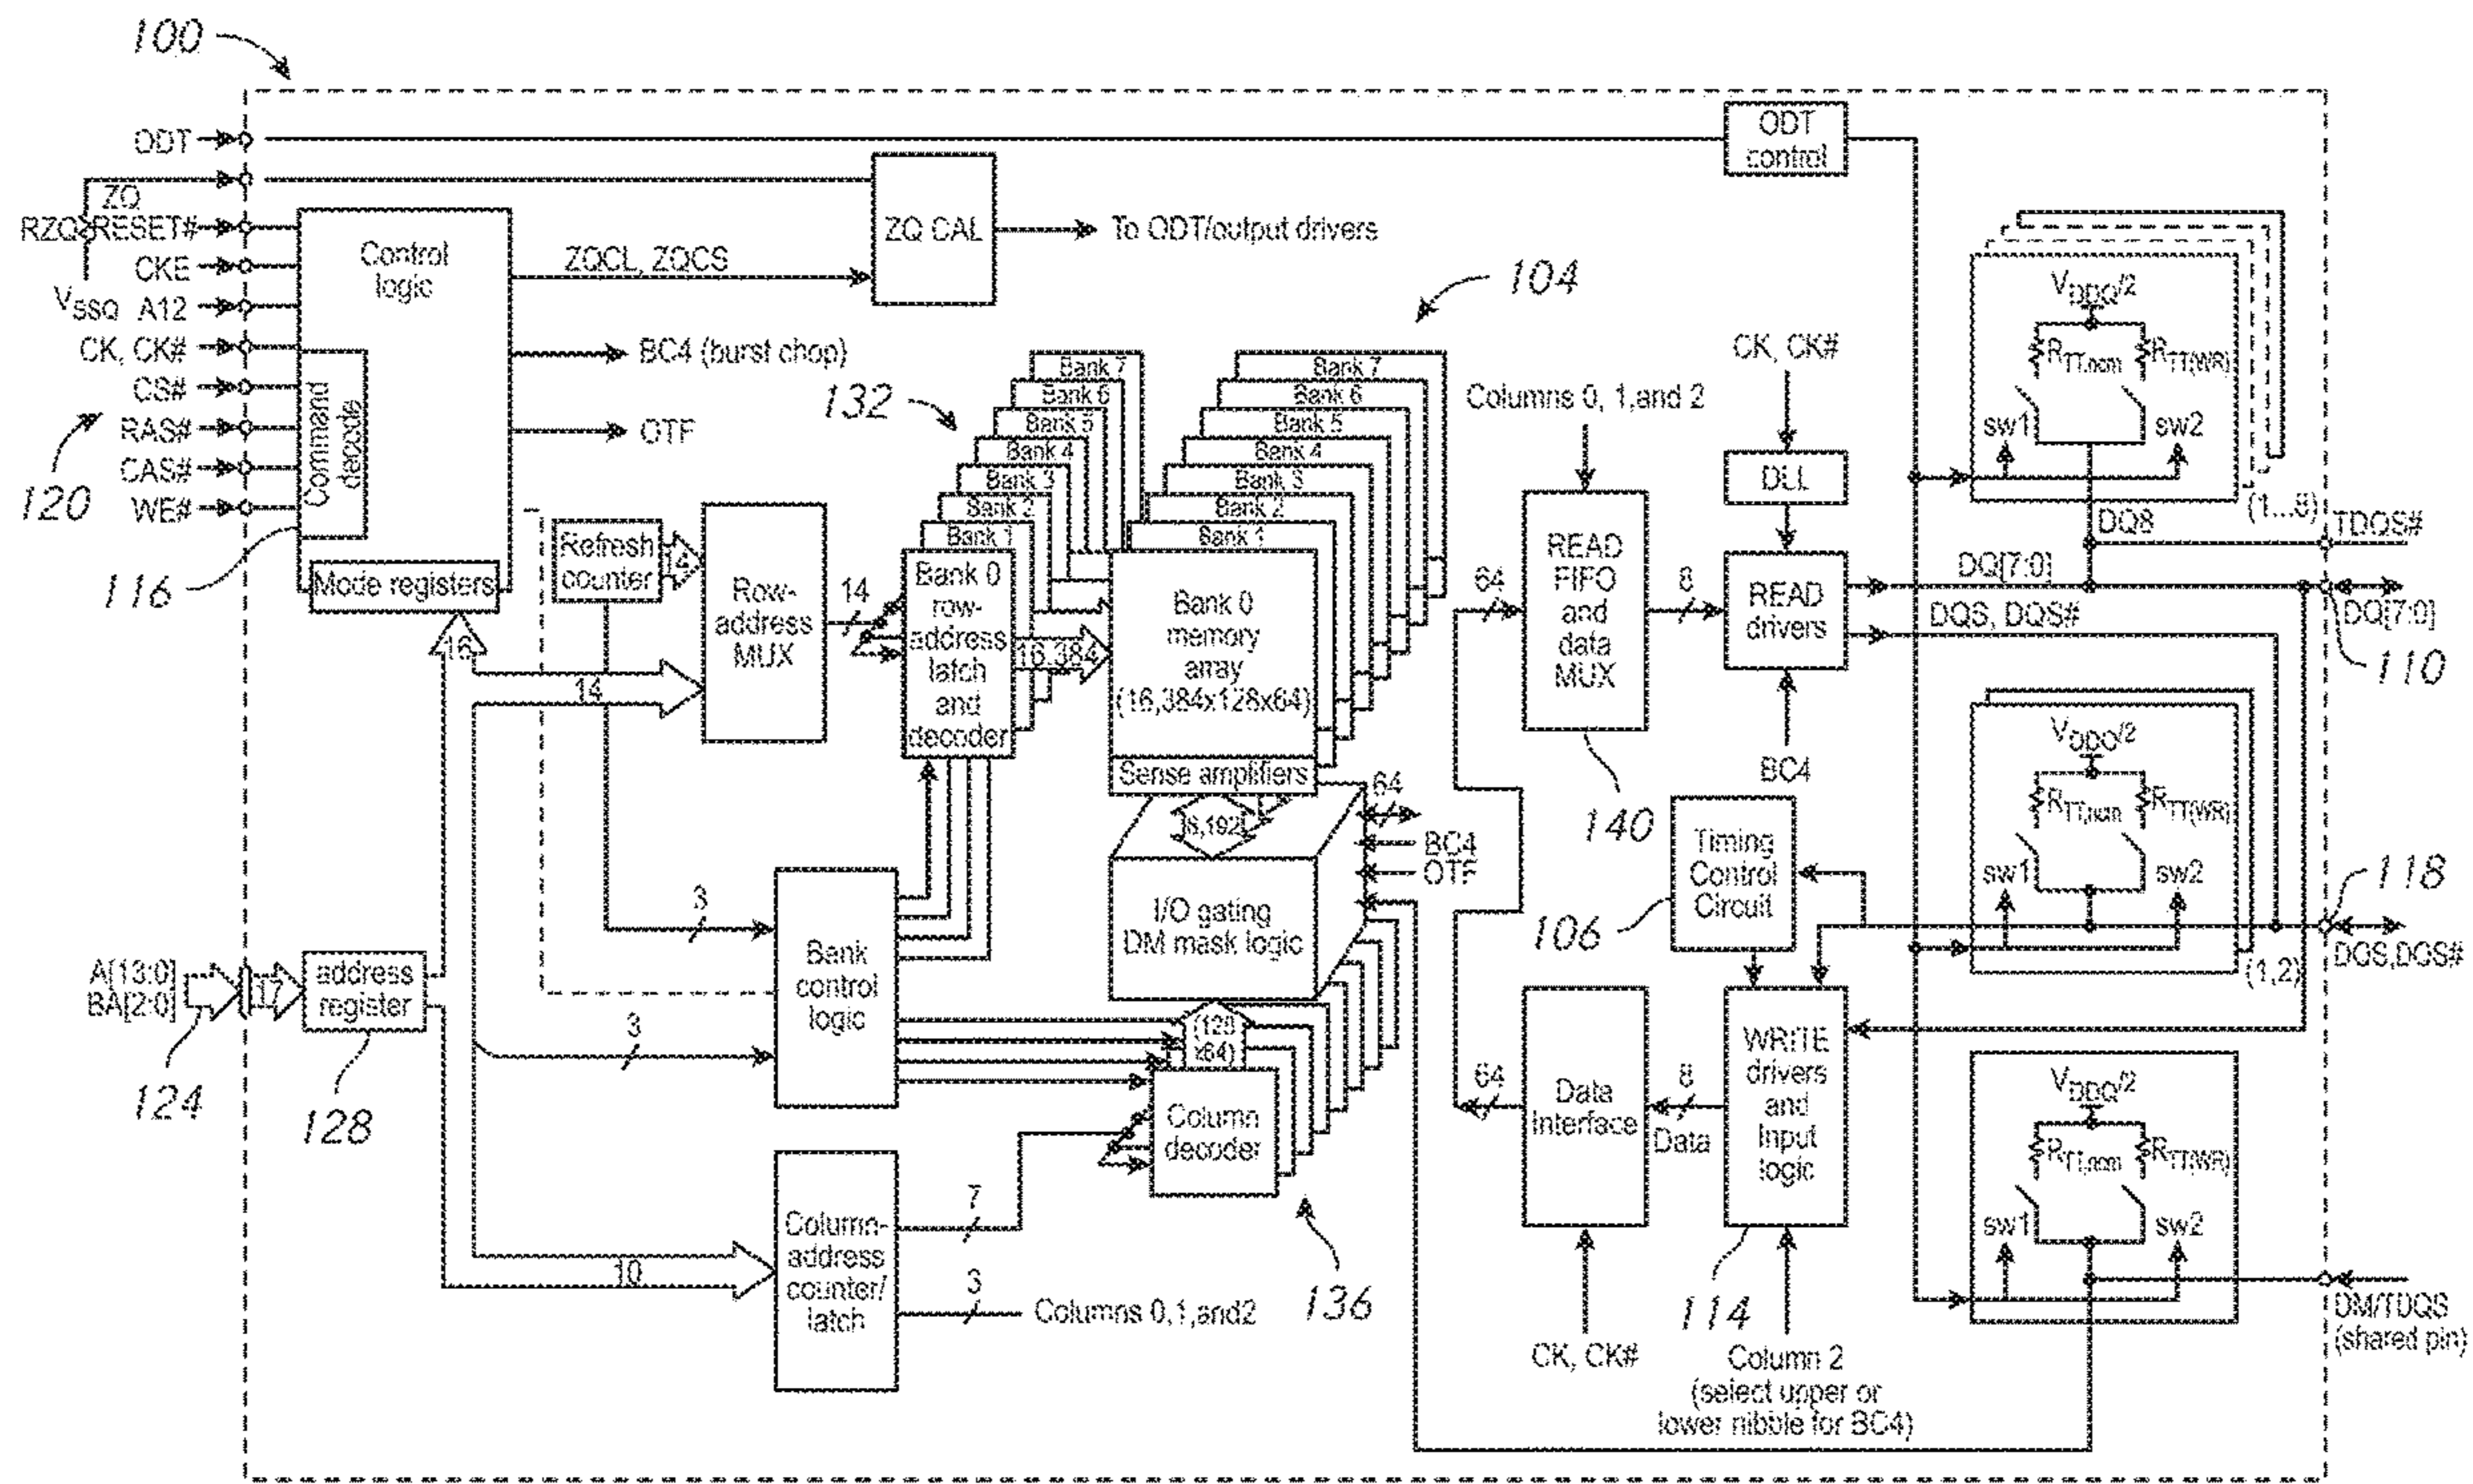 100
ODT
ZQ
RZQ
RESET#
CKE
VSSQ
A12
CK, CK#
CS#
RAS#
CAS#
WE#
120
116
Control
logic
Command
decode
Mode registers
ODT
control
ZQ CAL
To ODT/output drivers
ZQCL, ZQCS
BC4 (burst chop)
OTF
104
132
Bank 7
Bank 6
Bank 5
Bank 4
Bank 3
Bank 2
Bank 1
Bank 0
row-
address
latch
and
decoder
Bank 7
Bank 6
Bank 5
Bank 4
Bank 3
Bank 2
Bank 1
Bank 0
memory
array
(16,384x128x64)
Sense amplifiers
16,384
Refresh
counter
14
Row-
address
MUX
14
16
14
8,192
64
BC4
OTF
I/O gating
DM mask logic
3
Bank
control
logic
3
A[13:0]
BA[2:0]
17
address
register
124
128
(128
x64)
Column
decoder
136
10
Column-
address
counter/
latch
7
3
Columns 0,1,and2
Columns 0, 1,and 2
64
READ
FIFO
and
data
MUX
140
8
CK, CK#
DLL
READ
drivers
BC4
DQ[7:0]
DQS, DQS#
Timing
Control
Circuit
106
64
Data
interface
CK, CK#
8
Data
WRITE
drivers
and
Input
logic
114
Column 2
(select upper or
lower nibble for BC4)
VDDQ/2
RTT,nom
RTT(WR)
sw1
sw2
(1...8)
DQ8
TDQS#
DQ[7:0]
110
VDDQ/2
RTT,nom
RTT(WR)
sw1
sw2
(1,2)
118
DQS,DQS#
VDDQ/2
RTT,nom
RTT(WR)
sw1
sw2
DM/TDQS
(shared pin)